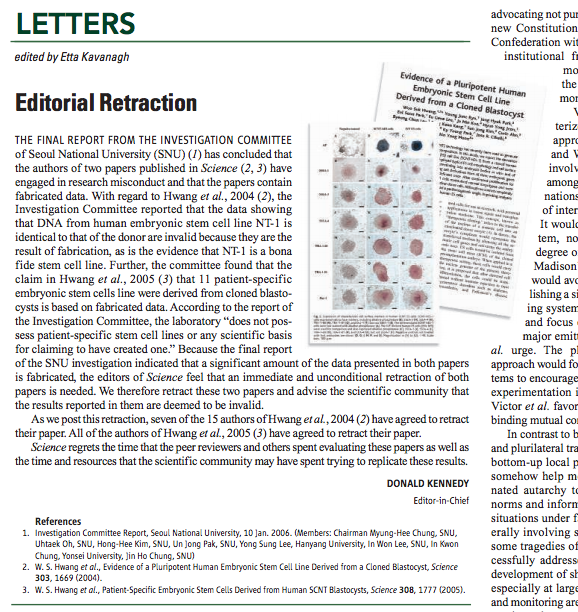 LETTERS
edited by Etta Kavanagh
Editorial Retraction
THE FINAL REPORT FROM THE INVESTIGATION COMMITTEE
of Seoul National University (SNU) (1) has concluded that
the authors of two papers published in Science (2, 3) have
engaged in research misconduct and that the papers contain
fabricated data. With regard to Hwang et al., 2004 (2), the
Investigation Committee reported that the data showing
that DNA from human embryonic stem cell line NT-1 is
identical to that of the donor are invalid because they are the
result of fabrication, as is the evidence that NT-1 is a bona
fide stem cell line. Further, the committee found that the
claim in Hwang et al., 2005 (3) that 11 patient-specific
embryonic stem cells line were derived from cloned blasto-
cysts is based on fabricated data. According to the report of
the Investigation Committee, the laboratory “does not pos-
sess patient-specific stem cell lines or any scientific basis
for claiming to have created one.” Because the final report
of the SNU investigation indicated that a significant amount of the data presented in both papers
is fabricated, the editors of Science feel that an immediate and unconditional retraction of both
papers is needed. We therefore retract these two papers and advise the scientific community that
the results reported in them are deemed to be invalid.
As we post this retraction, seven of the 15 authors of Hwang et al., 2004 (2) have agreed to retract
their paper. All of the authors of Hwang et al., 2005 (3) have agreed to retract their paper.
Science regrets the time that the peer reviewers and others spent evaluating these papers as well as
the time and resources that the scientific community may have spent trying to replicate these results.
DONALD KENNEDY
Editor-in-Chief
References
1. Investigation Committee Report, Seoul National University, 10 Jan. 2006. (Members: Chairman Myung-Hee Chung, SNU,
Uhtaek Oh, SNU, Hong-Hee Kim, SNU, Un Jong Pak, SNU, Yong Sung Lee, Hanyang University, In Won Lee, SNU, In Kwon
Chung, Yonsei University, Jin Ho Chung, SNU)
2. W. S. Hwang et al., Evidence of a Pluripotent Human Embryonic Stem Cell Line Derived from a Cloned Blastocyst, Science
303, 1669 (2004).
3. W. S. Hwang et al., Patient-Specific Embryonic Stem Cells Derived from Human SCNT Blastocysts, Science 308, 1777 (2005).
Evidence of a Pluripotent Human
Embryonic Stem Cell Line
Derived from a Cloned Blastocyst
advocating not pu
new Constitution
Confederation wit
institutional fr
mo
the
mor
V
teriz
appro
and V
involv
among
nations
of inter
It would
tem, no
degree o
Madison
would avo
lishing a si
ing system
and focus
major emitt
al. urge. The pl
approach would fo
tems to encourage
experimentation i
Victor et al. favor
binding mutual co
In contrast to b
and plurilateral tra
bottom-up local p
somehow help m
nated autarchy to
norms and inform
situations under f
erally involving s
some tragedies of
cessfully addresse
development of sh
especially at large
and monitoring are